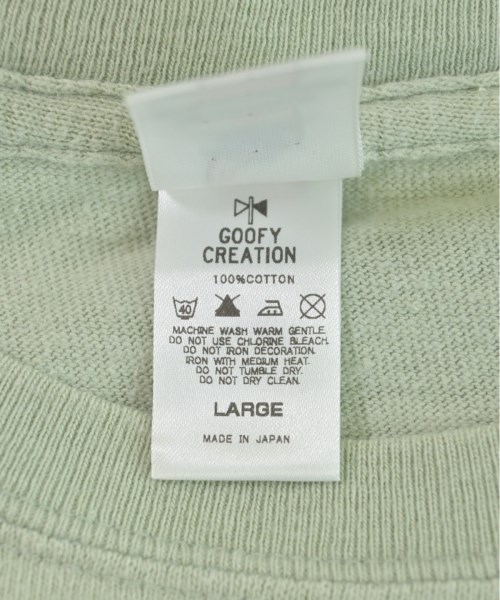 GOOFY
CREATION
100%COTTON
40
MACHINE WASH WARM GENTLE.
DO NOT USE CHLORINE BLEACH.
DO NOT IRON DECORATION.
IRON WITH MEDIUM HEAT.
DO NOT TUMBLE DRY.
DO NOT DRY CLEAN.
LARGE
MADE IN JAPAN